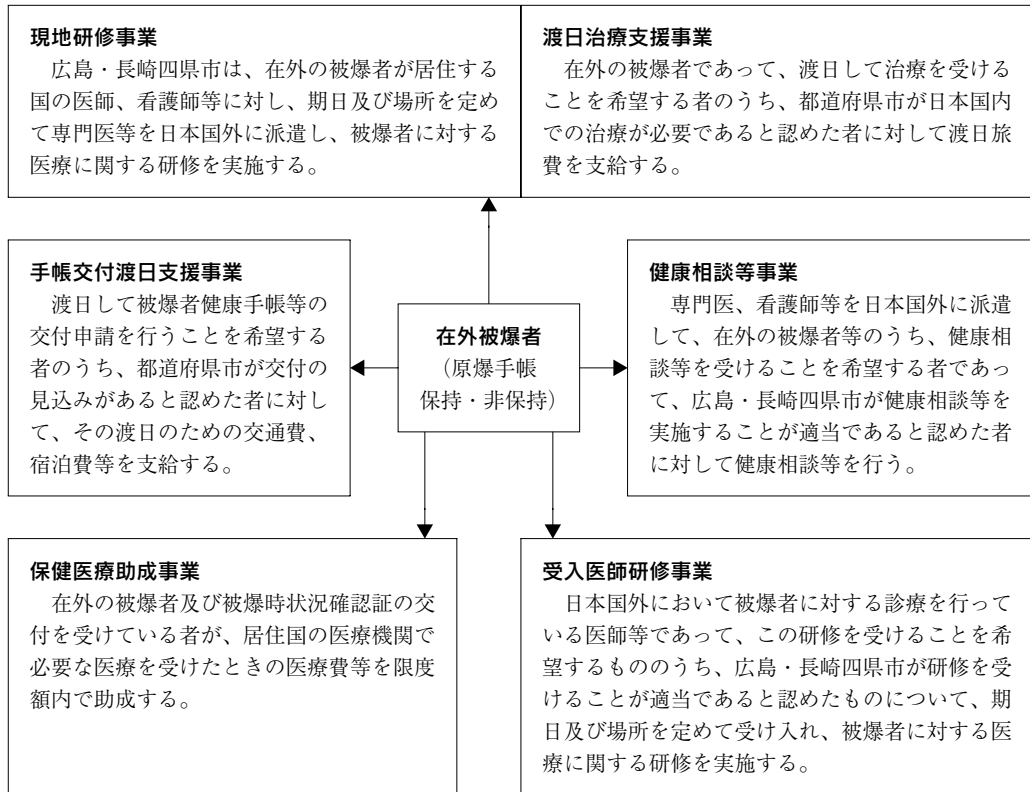 現地研修事業
　広島・長崎四県市は、在外の被爆者が居住する
国の医師、看護師等に対し、期日及び場所を定め
て専門医等を日本国外に派遣し、被爆者に対する
医療に関する研修を実施する。
渡日治療支援事業
　在外の被爆者であって、渡日して治療を受ける
ことを希望する者のうち、都道府県市が日本国内
での治療が必要であると認めた者に対して渡日旅
費を支給する。
手帳交付渡日支援事業
　渡日して被爆者健康手帳等の
交付申請を行うことを希望する
者のうち、都道府県市が交付の
見込みがあると認めた者に対し
て、その渡日のための交通費、
宿泊費等を支給する。
在外被爆者
（原爆手帳
保持・非保持）
健康相談等事業
　専門医、看護師等を日本国外に派遣
して、在外の被爆者等のうち、健康相
談等を受けることを希望する者であっ
て、広島・長崎四県市が健康相談等を
実施することが適当であると認めた者
に対して健康相談等を行う。
保健医療助成事業
　在外の被爆者及び被爆時状況確認証の交
付を受けている者が、居住国の医療機関で
必要な医療を受けたときの医療費等を限度
額内で助成する。
受入医師研修事業
　日本国外において被爆者に対する診療を行って
いる医師等であって、この研修を受けることを希
望するもののうち、広島・長崎四県市が研修を受
けることが適当であると認めたものについて、期
日及び場所を定めて受け入れ、被爆者に対する医
療に関する研修を実施する。